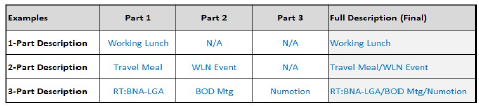 Examples Part 1 Part 2 Part 3 Full Description (Final)
1-Part Description Working Lunch N/A N/A Working Lunch
2-Part Description Travel Meal WLN Event N/A Travel Meal/WLN Event
3-Part Description RT:BNA-LGA BOD Mtg Numotion RT:BNA-LGA/BOD Mtg/Numotion